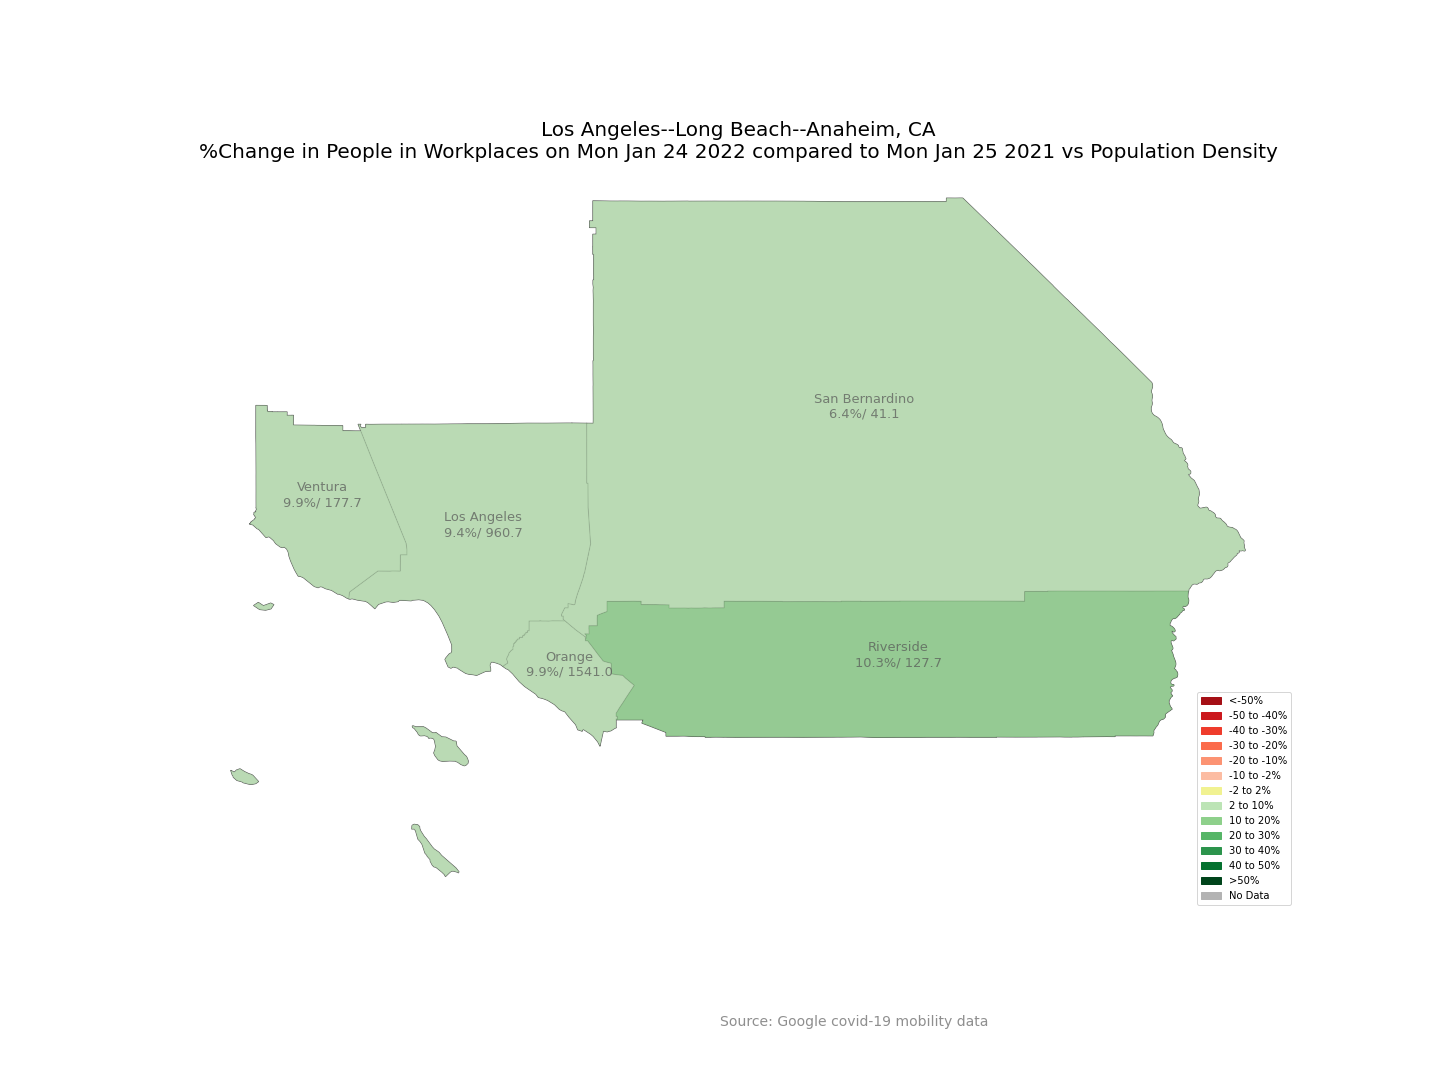 Los Angeles--Long Beach--Anaheim, CA
%Change in People in Workplaces on Mon Jan 24 2022 compared to Mon Jan 25 2021 vs Population Density
San Bernardino
6.4%/ 41.1
Ventura
9.9%/ 177.7
Los Angeles
9.4%/ 960.7
Orange
9.9%/ 1541.0
Riverside
10.3%/ 127.7
<-50%
-50 to -40%
-40 to -30%
-30 to -20%
-20 to -10%
-10 to -2%
-2 to 2%
2 to 10%
10 to 20%
20 to 30%
30 to 40%
40 to 50%
>50%
No Data
Source: Google covid-19 mobility data